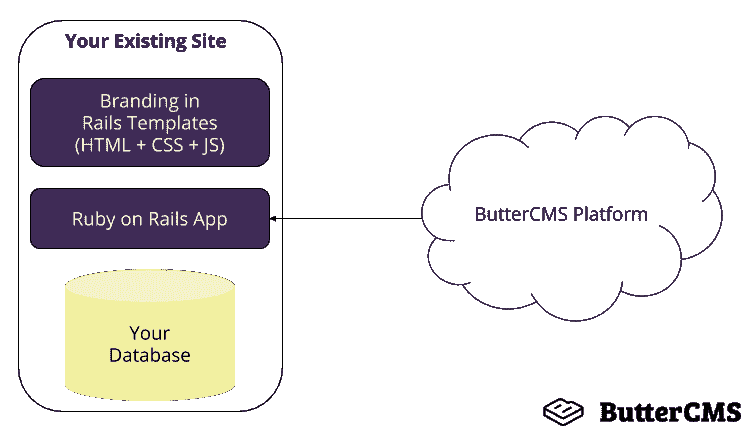 Your Existing Site
Branding in
Rails Templates
(HTML + CSS + JS)
Ruby on Rails App
ButterCMS Platform
Your
Database
ButterCMS